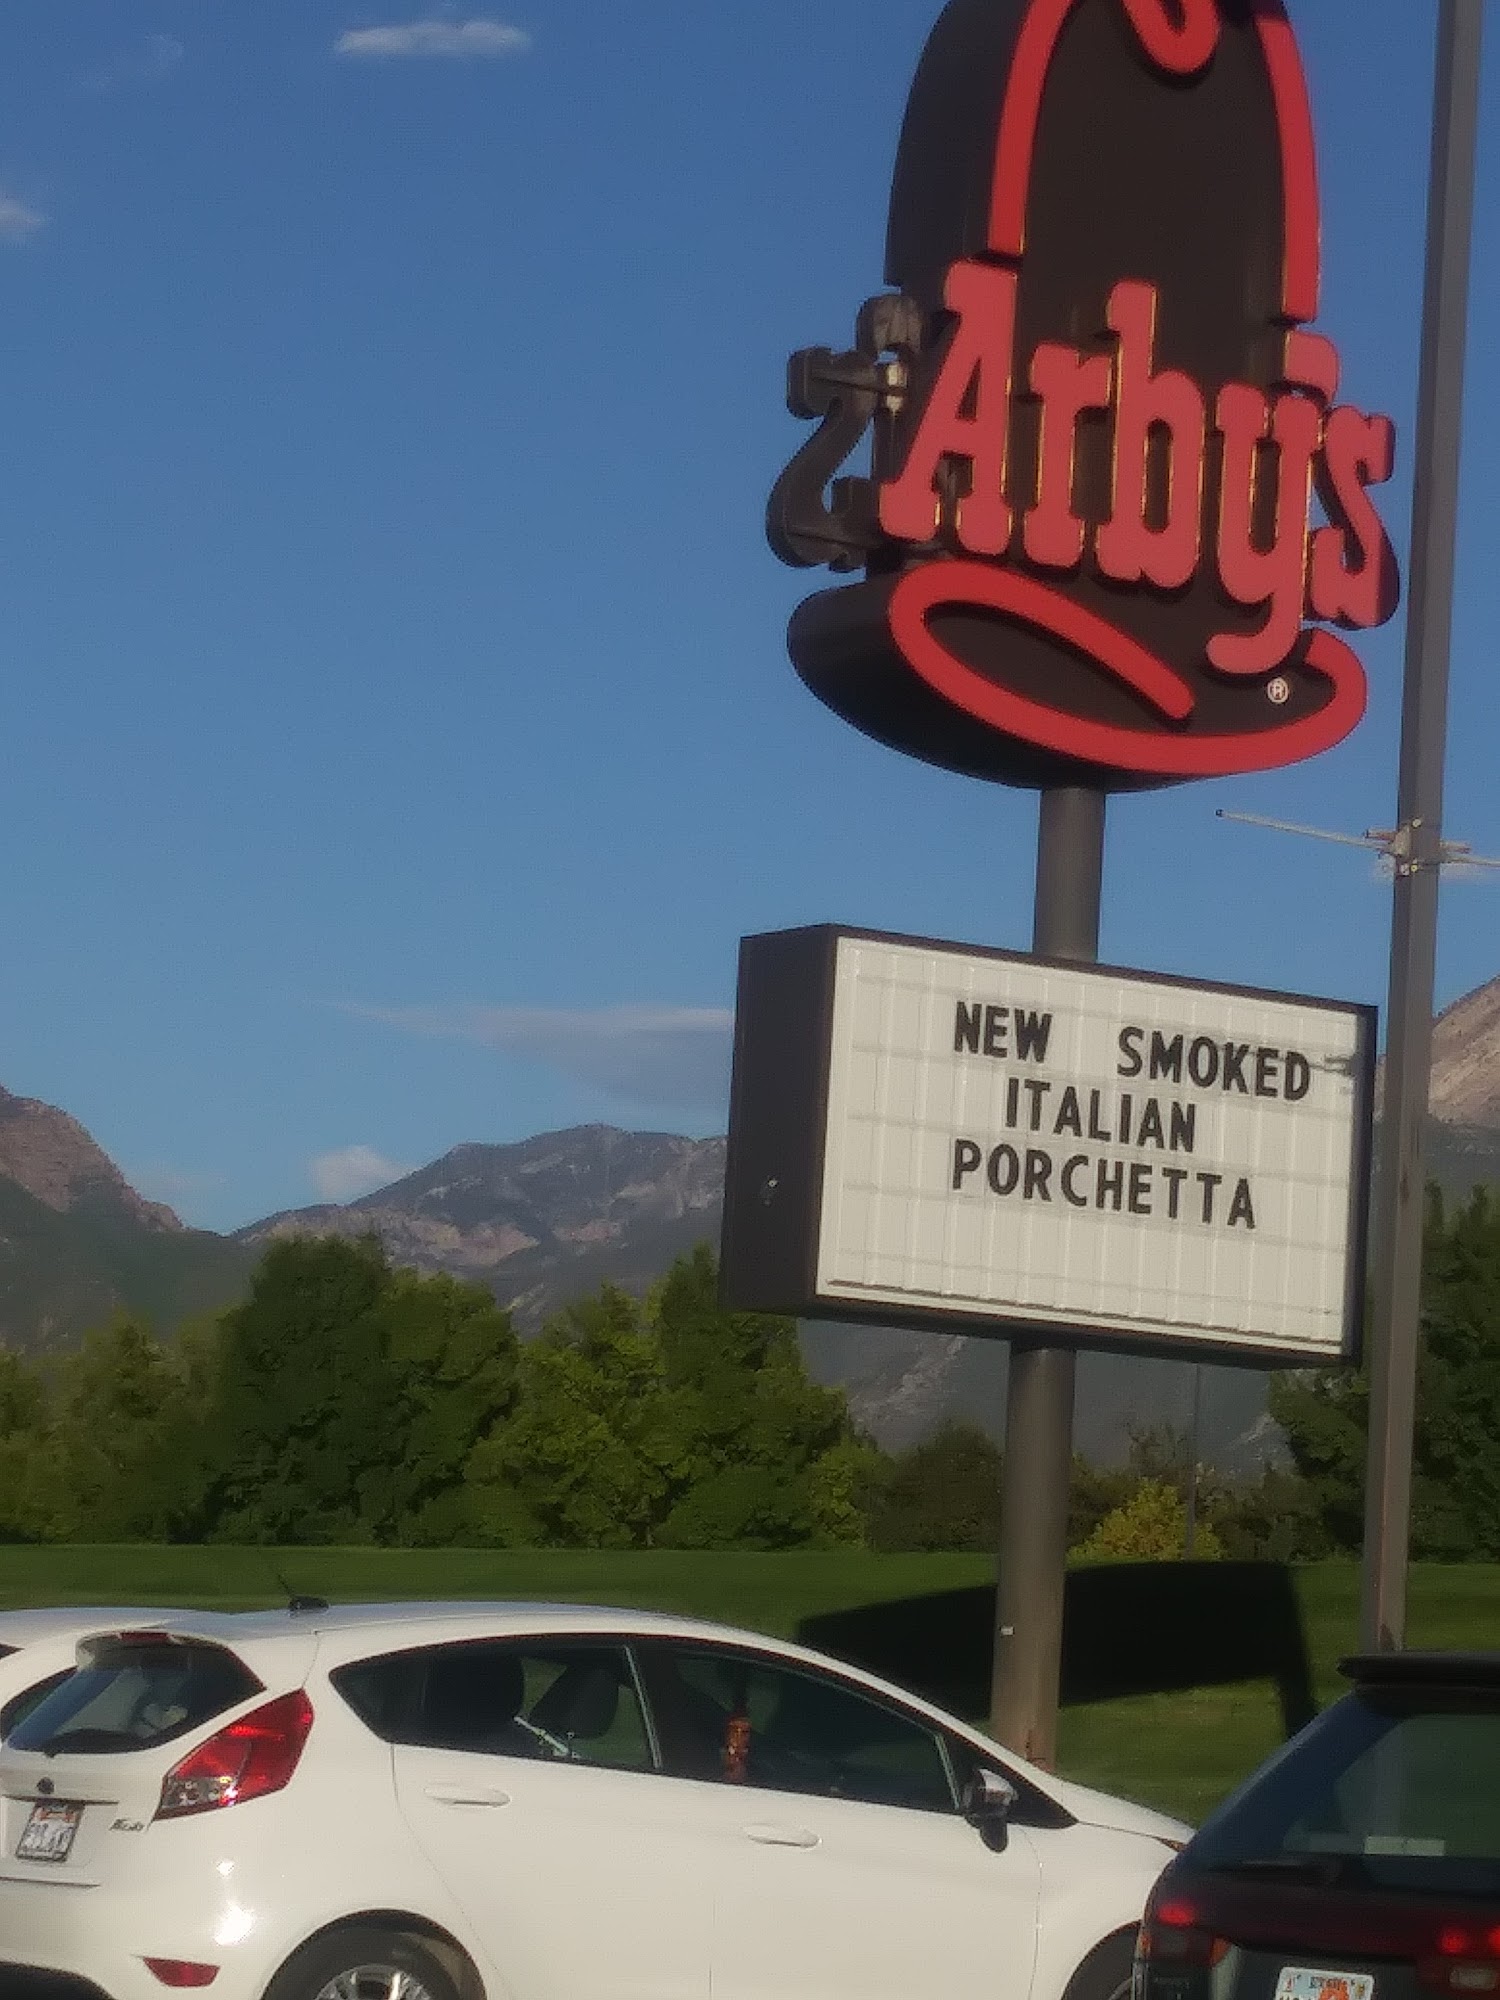 Arby's
®
NEW SMOKED
ITALIAN
PORCHETTA